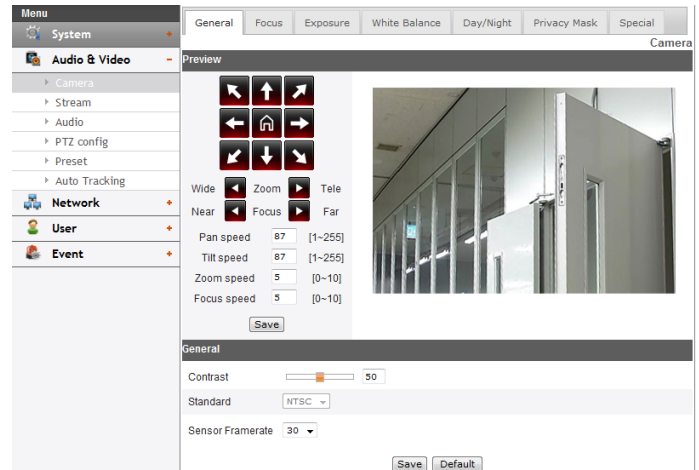 Menu
System
Audio & Video
Camera
Stream
Audio
PTZ config
Preset
Auto Tracking
Network
User
Event
General Focus Exposure White Balance Day/Night Privacy Mask Special
Camera
Preview
Wide Zoom Tele
Near Focus Far
Pan speed 87 [1~255]
Tilt speed 87 [1~255]
Zoom speed 5 [0~10]
Focus speed 5 [0~10]
Save
General
Contrast 50
Standard NTSC
Sensor Framerate 30
Save Default